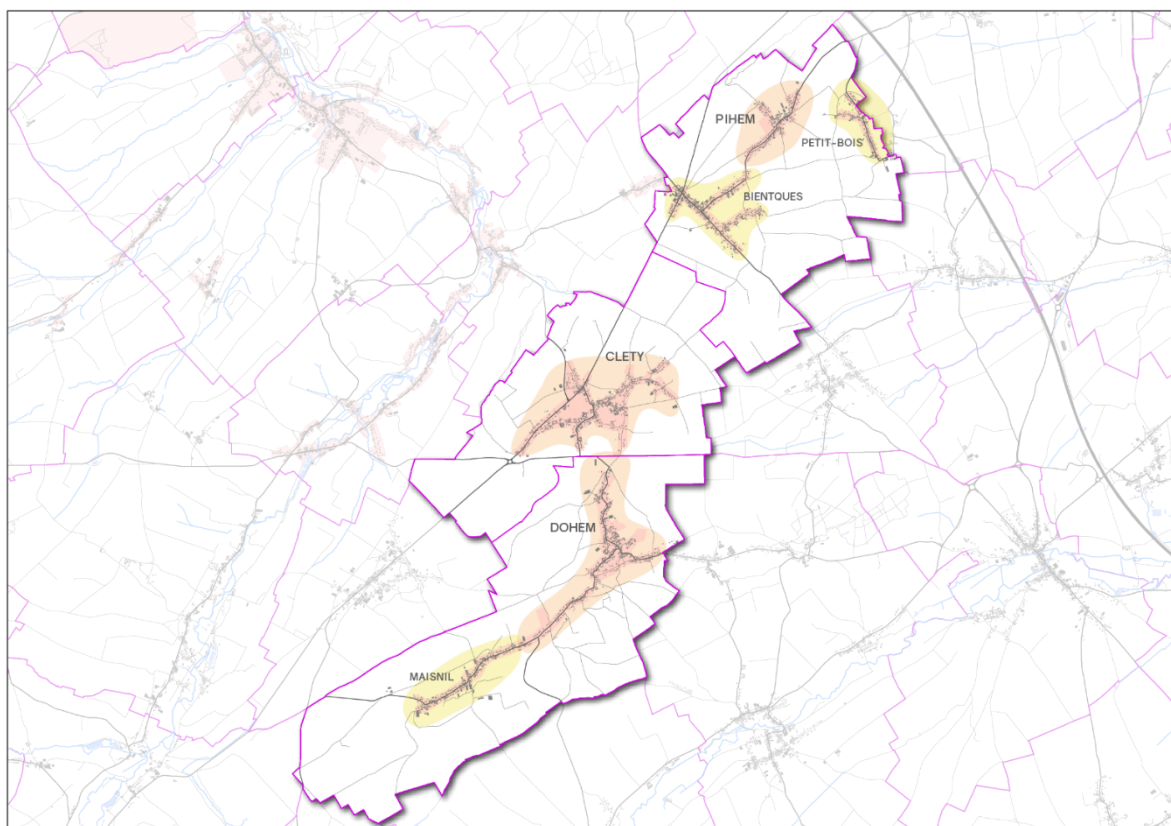 PIHEM
PETIT-BOIS
BIENTQUES
CLETY
DOHEM
MAISNIL